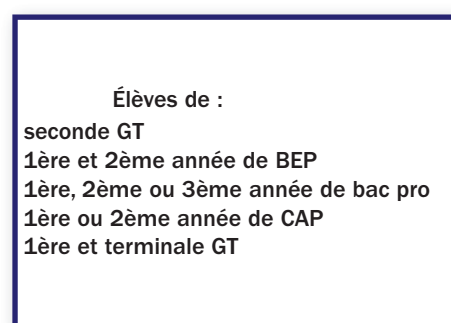 Élèves de :
seconde GT
1ère et 2ème année de BEP
1ère, 2ème ou 3ème année de bac pro
1ère ou 2ème année de CAP
1ère et terminale GT